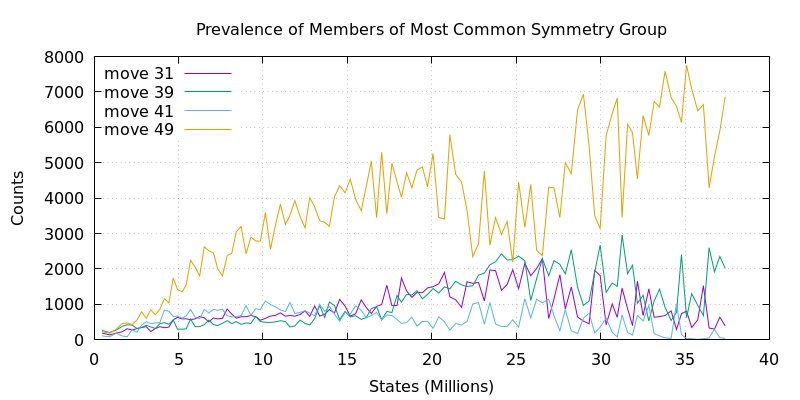 Prevalence of Members of Most Common Symmetry Group
8000
7000
6000
5000
4000
3000
2000
1000
0
Counts
move 31
move 39
move 41
move 49
0 5 10 15 20 25 30 35 40
States (Millions)